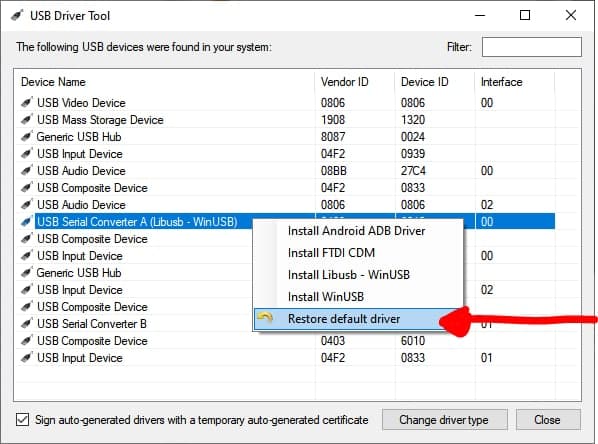 USB Driver Tool
The following USB devices were found in your system:
Filter:
Device Name Vendor ID Device ID Interface
USB Video Device 0806 0806 00
USB Mass Storage Device 1908 1320
Generic USB Hub 8087 0024
USB Input Device 04F2 0939
USB Audio Device 08BB 27C4 00
USB Composite Device 04F2 0833
USB Audio Device 0806 0806 02
USB Serial Converter A (Libusb - WinUSB) 00
USB Composite Device
USB Input Device 00
Generic USB Hub
USB Input Device 02
USB Composite Device
USB Serial Converter B 01
USB Composite Device 0403 6010
USB Input Device 04F2 0833 01
Install Android ADB Driver
Install FTDI CDM
Install Libusb - WinUSB
Install WinUSB
Restore default driver
Sign auto-generated drivers with a temporary auto-generated certificate
Change driver type
Close